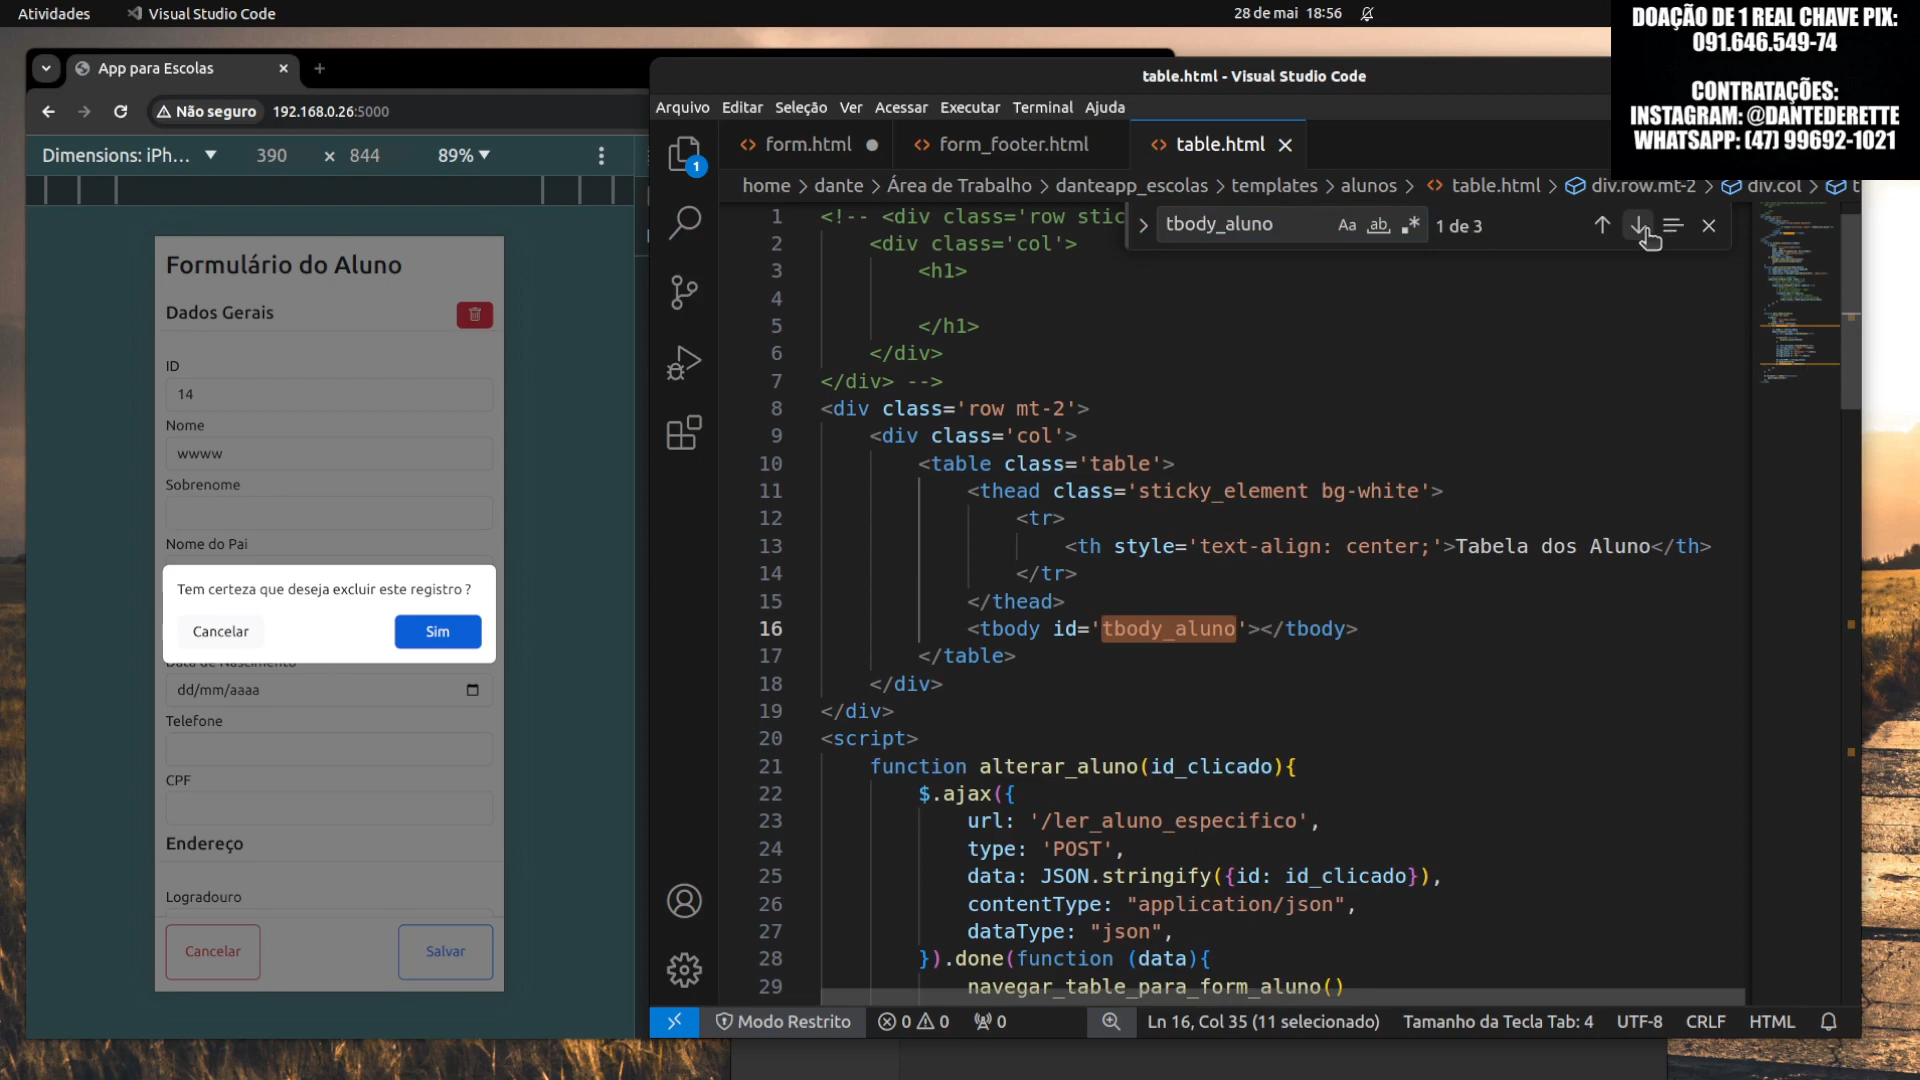 Atividades
Visual Studio Code
28 de mai 18:56
DOAÇÃO DE 1 REAL CHAVE PIX:
091.646.549-74
CONTRATAÇÕES:
INSTAGRAM: @DANTEDERETTE
WHATSAPP: (47) 99692-1021
App para Escolas
Não seguro
192.168.0.26:5000
Dimensions: iPh...
390
×
844
89%
Formulário do Aluno
Dados Gerais
ID
14
Nome
wwww
Sobrenome
Nome do Pai
Tem certeza que deseja excluir este registro ?
Cancelar
Sim
Data de Nascimento
dd/mm/aaaa
Telefone
CPF
Endereço
Logradouro
Cancelar
Salvar
table.html - Visual Studio Code
Arquivo Editar Seleção Ver Acessar Executar Terminal Ajuda
form.html
form_footer.html
table.html
home > dante > Área de Trabalho > danteapp_escolas > templates > alunos > table.html > div.row.mt-2 > div.col > t
tbody_aluno
Aa
ab
1 de 3
1
1 <!-- <div class='row stic
2 <div class='col'>
3 <h1>
4
5 </h1>
6 </div>
7 </div> -->
8 <div class='row mt-2'>
9 <div class='col'>
10 <table class='table'>
11 <thead class='sticky_element bg-white'>
12 <tr>
13 <th style='text-align: center;'>Tabela dos Aluno</th>
14 </tr>
15 </thead>
16 <tbody id='tbody_aluno'></tbody>
17 </table>
18 </div>
19 </div>
20 <script>
21 function alterar_aluno(id_clicado){
22 $.ajax({
23 url: '/ler_aluno_especifico',
24 type: 'POST',
25 data: JSON.stringify({id: id_clicado}),
26 contentType: "application/json",
27 dataType: "json",
28 }).done(function (data){
29 navegar_table_para_form_aluno()
Modo Restrito
0
0
0
Ln 16, Col 35 (11 selecionado)
Tamanho da Tecla Tab: 4
UTF-8
CRLF
HTML